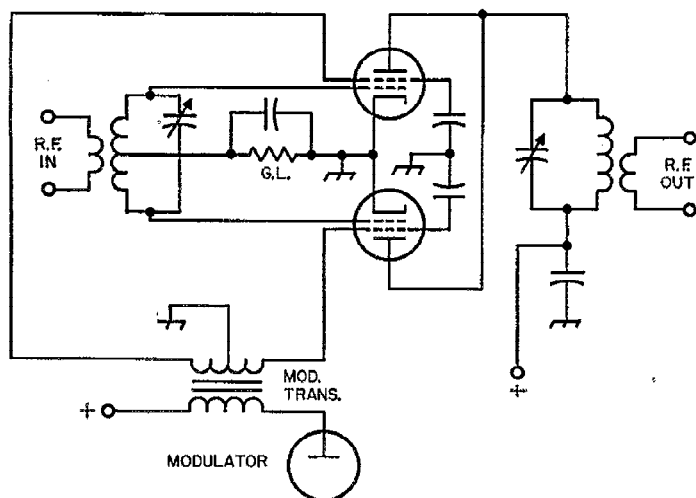 R.F.
IN
G.L.
R.F
OUT
MOD.
TRANS.
+
+
MODULATOR